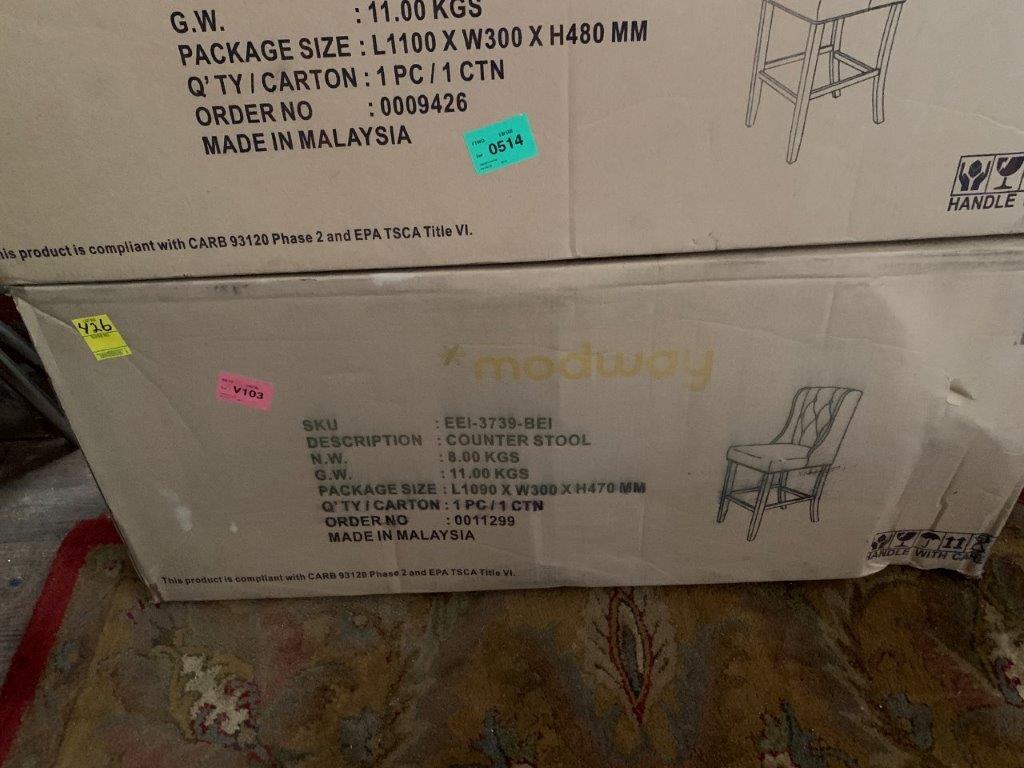 G.W. : 11.00 KGS
PACKAGE SIZE : L1100 X W300 X H480 MM
Q'TY / CARTON : 1 PC / 1 CTN
ORDER NO : 0009426
MADE IN MALAYSIA
0514
HANDLE
his product is compliant with CARB 93120 Phase 2 and EPA TSCA Title VI.
426
V103
modway
SKU : EEI-3739-BEI
DESCRIPTION : COUNTER STOOL
N.W. : 8.00 KGS
G.W. : 11.00 KGS
PACKAGE SIZE : L1090 X W300 X H470 MM
Q'TY / CARTON : 1 PC / 1 CTN
ORDER NO : 0011299
MADE IN MALAYSIA
HANDLE WITH CARE
This product is compliant with CARB 93120 Phase 2 and EPA TSCA Title VI.